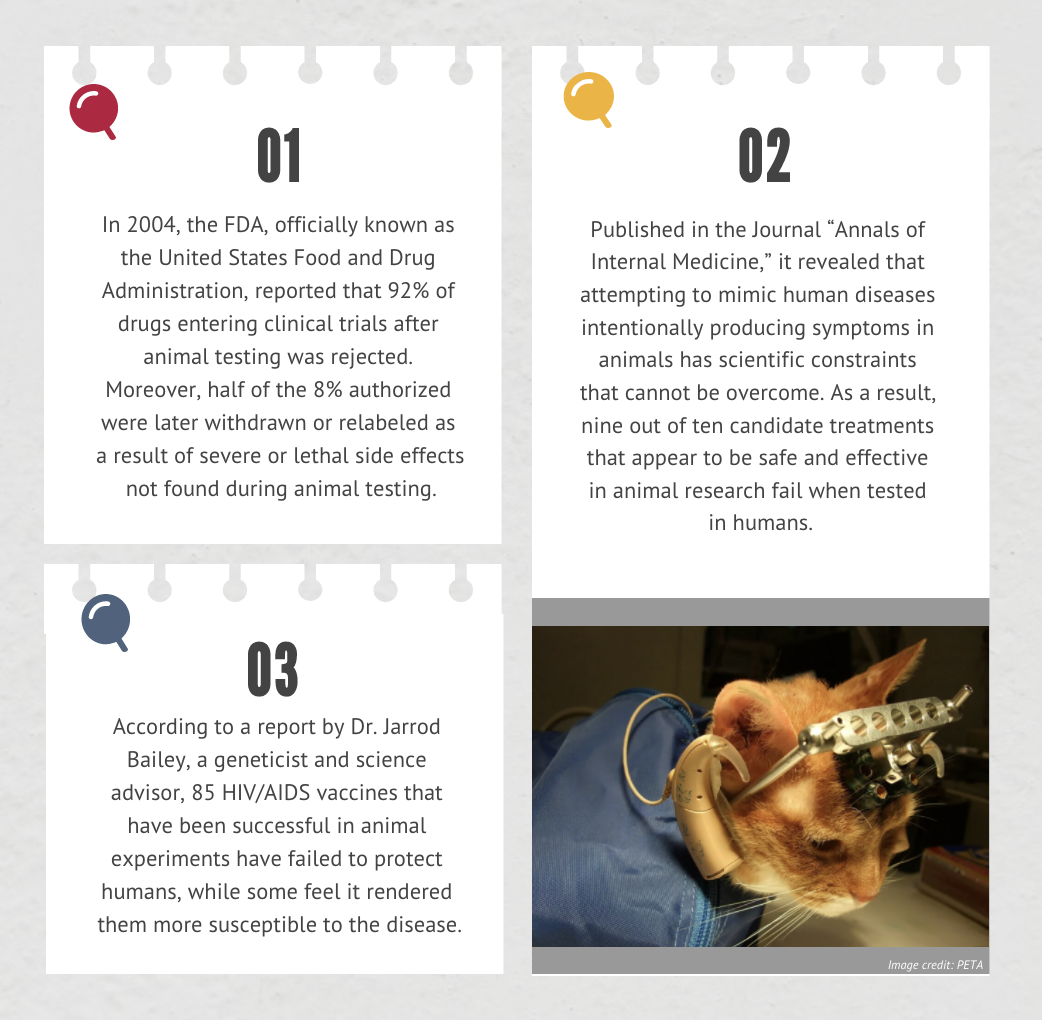 01
In 2004, the FDA, officially known as
the United States Food and Drug
Administration, reported that 92% of
drugs entering clinical trials after
animal testing was rejected.
Moreover, half of the 8% authorized
were later withdrawn or relabeled as
a result of severe or lethal side effects
not found during animal testing.
02
Published in the Journal “Annals of
Internal Medicine,” it revealed that
attempting to mimic human diseases
intentionally producing symptoms in
animals has scientific constraints
that cannot be overcome. As a result,
nine out of ten candidate treatments
that appear to be safe and effective
in animal research fail when tested
in humans.
03
According to a report by Dr. Jarrod
Bailey, a geneticist and science
advisor, 85 HIV/AIDS vaccines that
have been successful in animal
experiments have failed to protect
humans, while some feel it rendered
them more susceptible to the disease.
Image credit: PETA